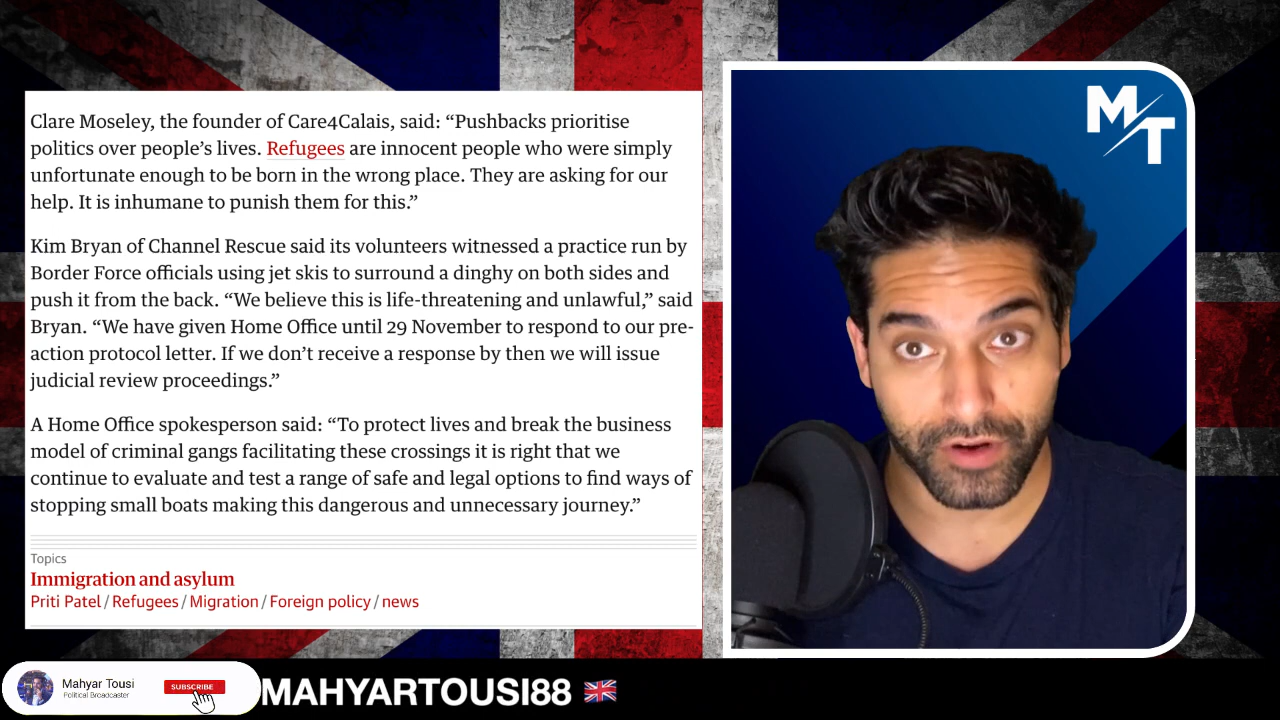 Clare Moseley, the founder of Care4Calais, said: “Pushbacks prioritise
politics over people’s lives. Refugees are innocent people who were simply
unfortunate enough to be born in the wrong place. They are asking for our
help. It is inhumane to punish them for this.”
Kim Bryan of Channel Rescue said its volunteers witnessed a practice run by
Border Force officials using jet skis to surround a dinghy on both sides and
push it from the back. “We believe this is life-threatening and unlawful,” said
Bryan. “We have given Home Office until 29 November to respond to our pre-
action protocol letter. If we don’t receive a response by then we will issue
judicial review proceedings.”
A Home Office spokesperson said: “To protect lives and break the business
model of criminal gangs facilitating these crossings it is right that we
continue to evaluate and test a range of safe and legal options to find ways of
stopping small boats making this dangerous and unnecessary journey.”
Topics
Immigration and asylum
Priti Patel / Refugees / Migration / Foreign policy / news
M/T
Mahyar Tousi
Political Broadcaster
SUBSCRIBE
MAHYARTOUSI88